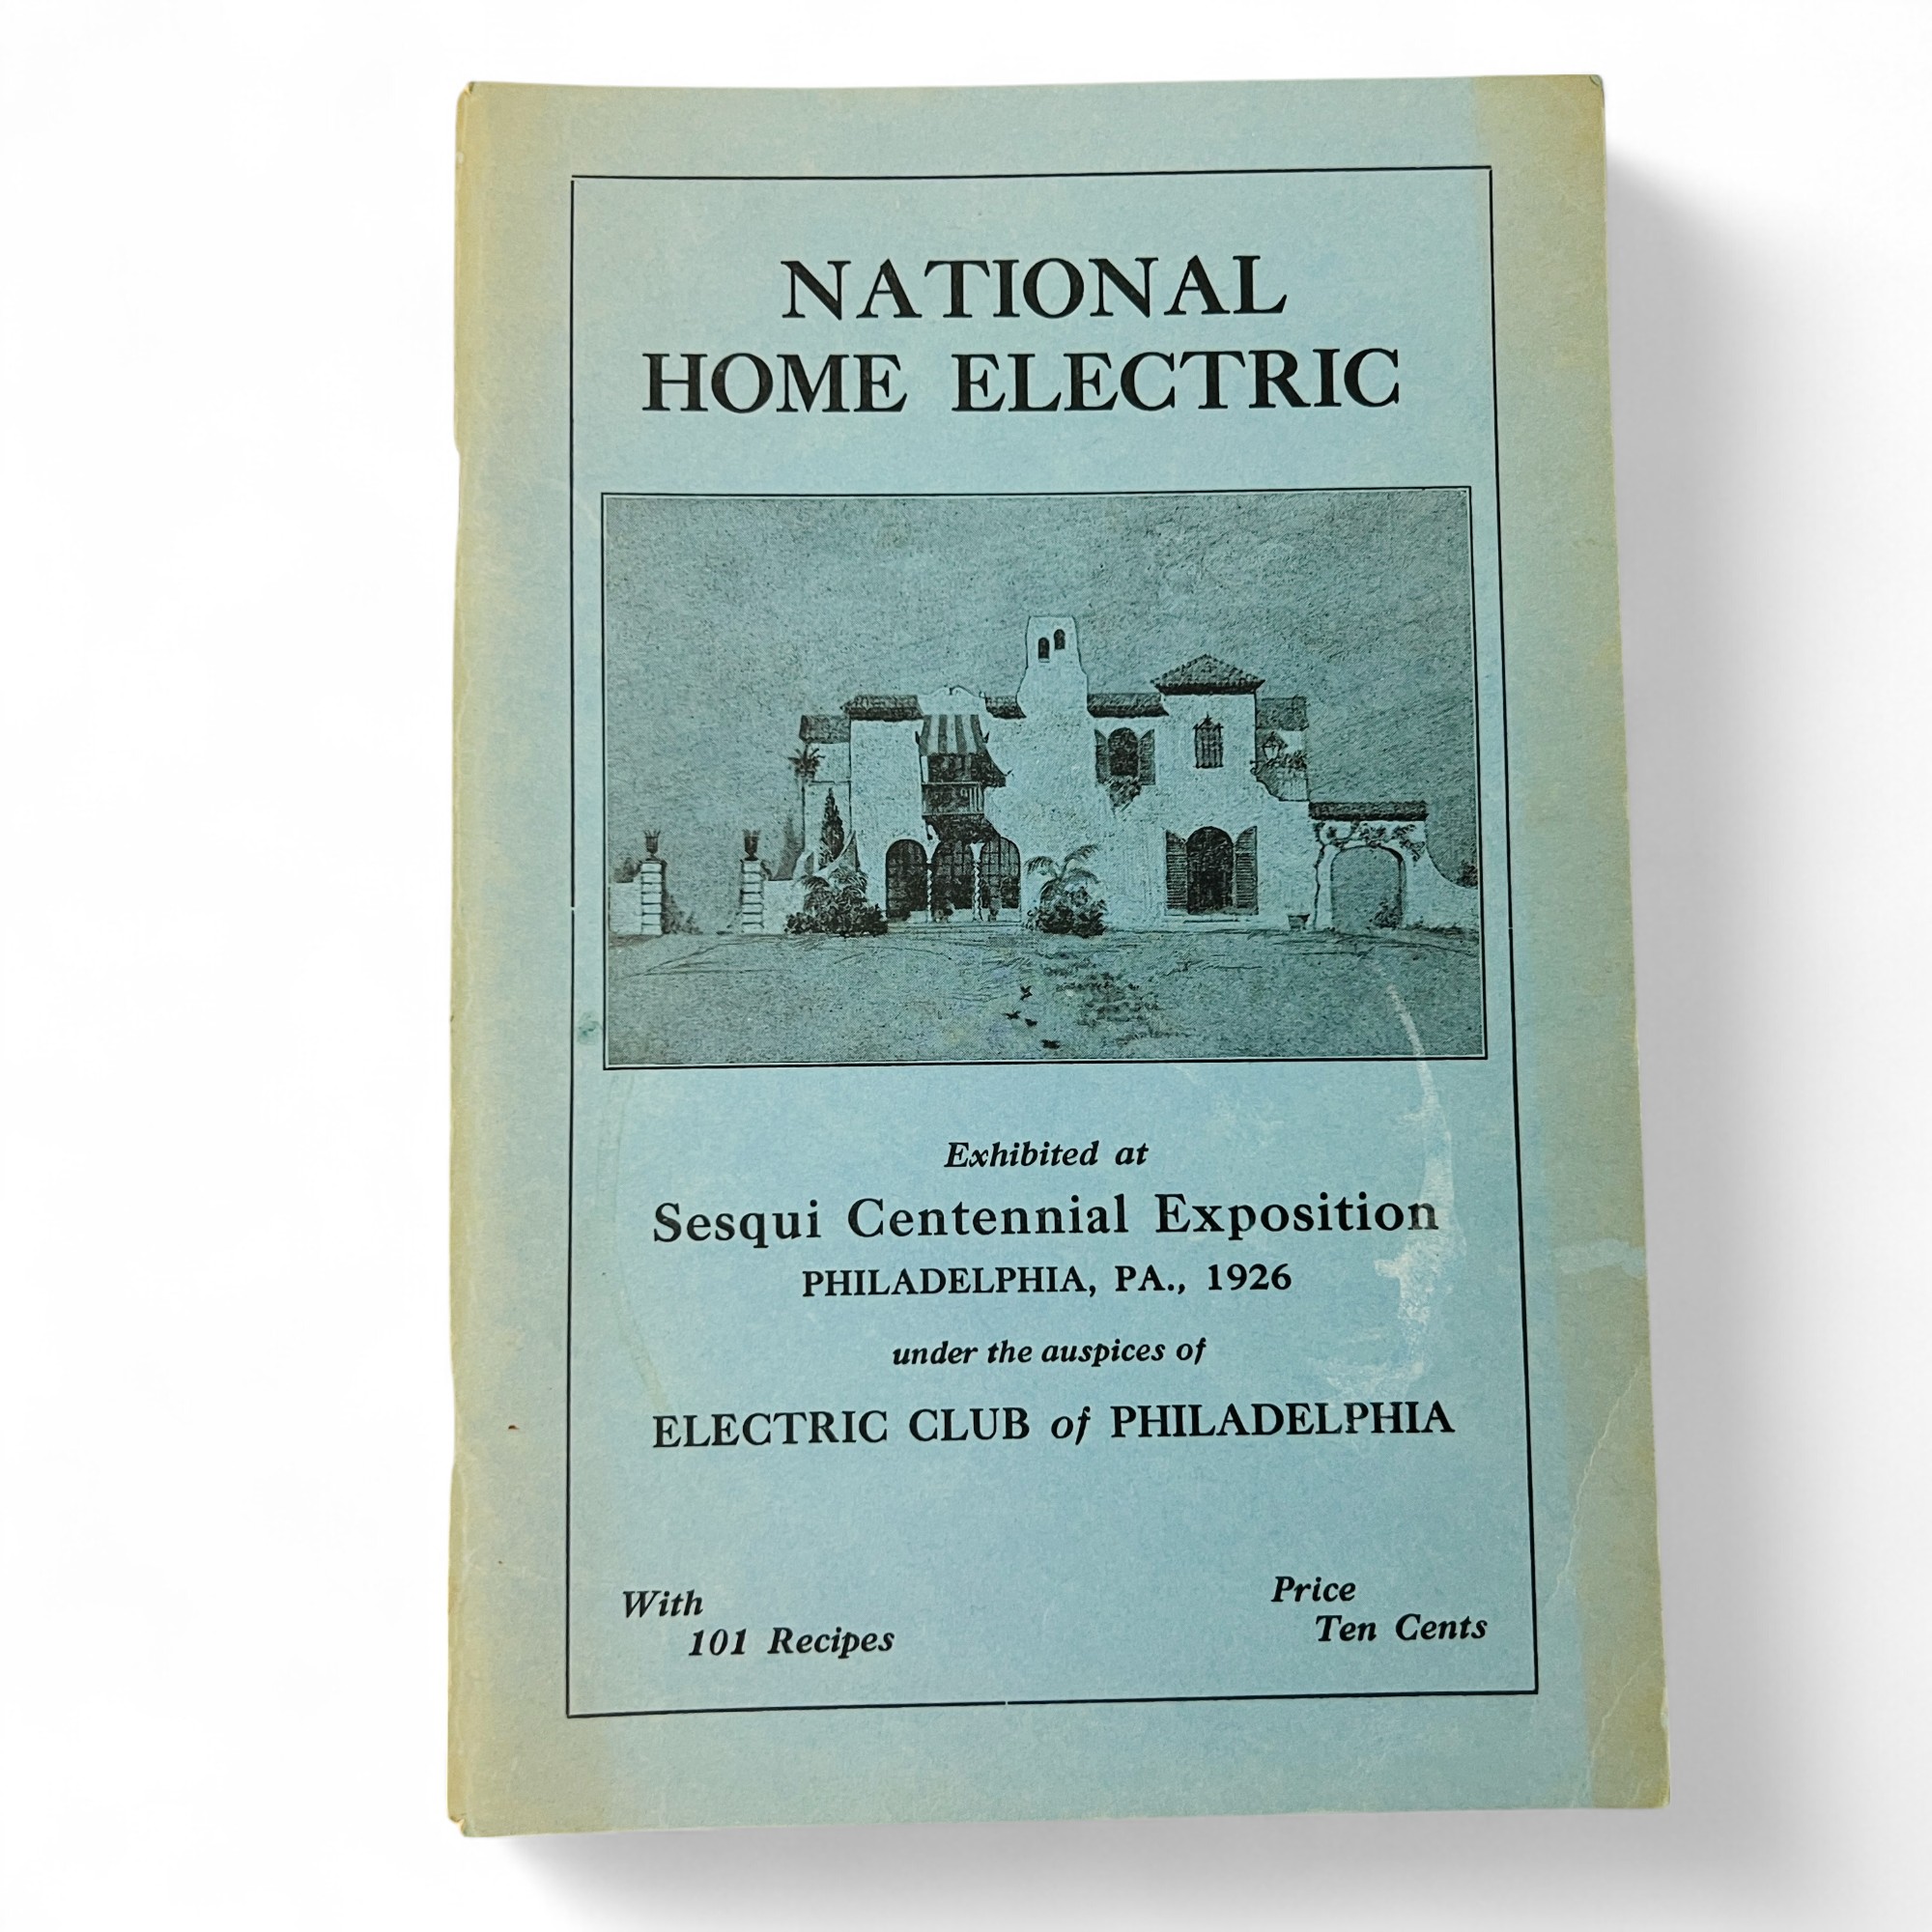 NATIONAL
HOME ELECTRIC
Exhibited at
Sesqui Centennial Exposition
PHILADELPHIA, PA., 1926
under the auspices of
ELECTRIC CLUB of PHILADELPHIA
With
101 Recipes
Price
Ten Cents